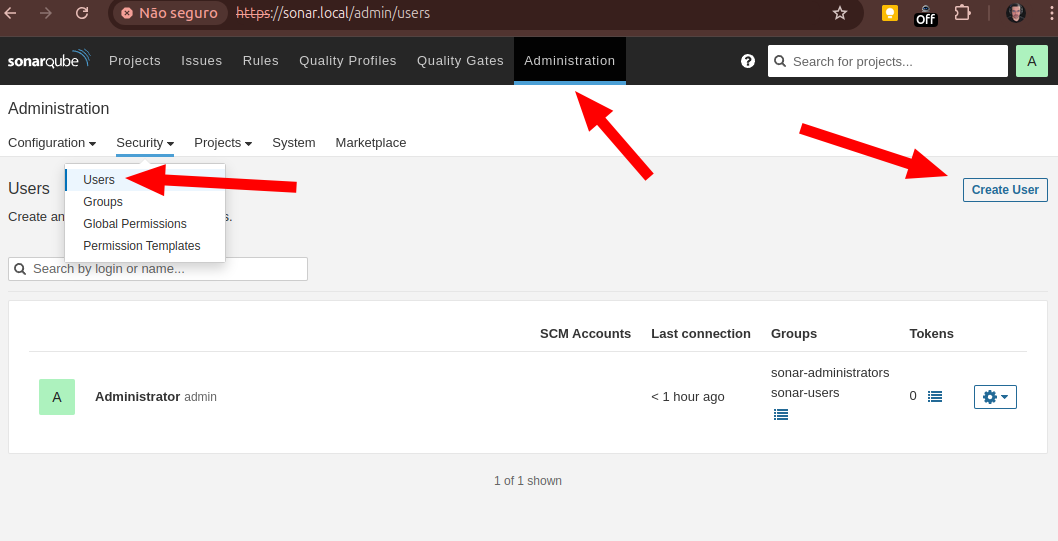 Não seguro https://sonar.local/admin/users
Off
sonarqube Projects Issues Rules Quality Profiles Quality Gates Administration ? Search for projects... A
Administration
Configuration Security Projects System Marketplace
Users
Users
Create User
Groups
Create an
s.
Global Permissions
Permission Templates
Search by login or name...
SCM Accounts Last connection Groups Tokens
A Administrator admin < 1 hour ago sonar-administrators 0
sonar-users
1 of 1 shown